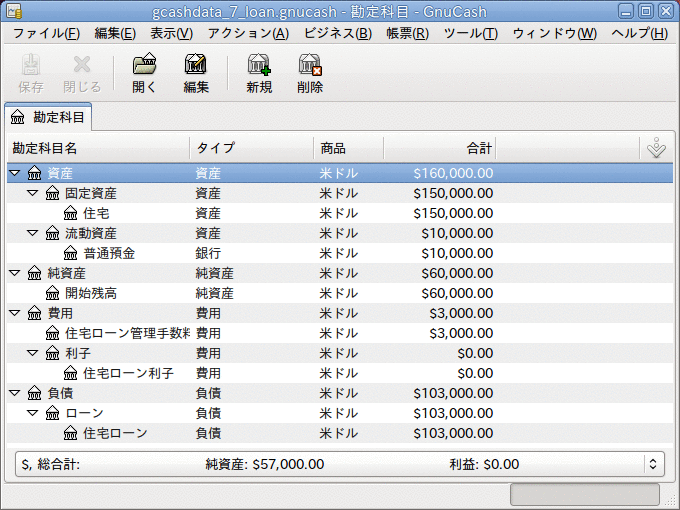 gcashdata_7_loan.gnucash - 勘定科目 - GnuCash
ファイル(F) 編集(E) 表示(V) アクション(A) ビジネス(B) 帳票(R) ツール(T) ウィンドウ(W) ヘルプ(H)
保存 閉じる 開く 編集 新規 削除
勘定科目
勘定科目名 タイプ 商品 合計
資産 資産 米ドル $160,000.00
固定資産 資産 米ドル $150,000.00
住宅 資産 米ドル $150,000.00
流動資産 資産 米ドル $10,000.00
普通預金 銀行 米ドル $10,000.00
純資産 純資産 米ドル $60,000.00
開始残高 純資産 米ドル $60,000.00
費用 費用 米ドル $3,000.00
住宅ローン管理手数料 費用 米ドル $3,000.00
利子 費用 米ドル $0.00
住宅ローン利子 費用 米ドル $0.00
負債 負債 米ドル $103,000.00
ローン 負債 米ドル $103,000.00
住宅ローン 負債 米ドル $103,000.00
$, 総合計: 純資産: $57,000.00 利益: $0.00